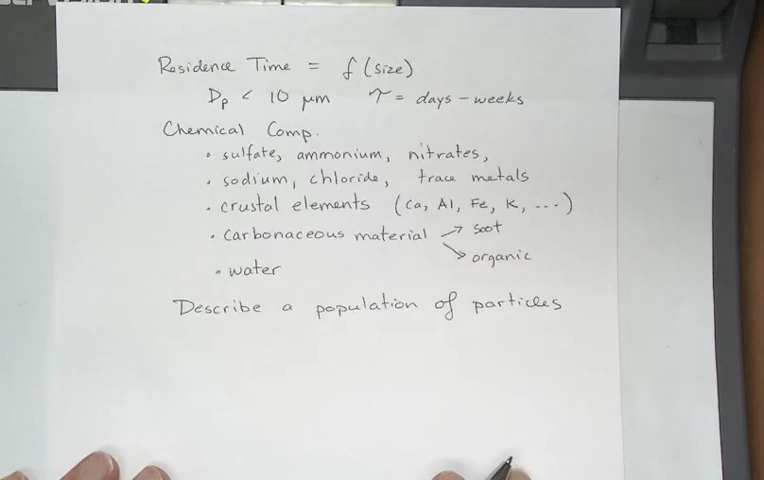 Residence Time = f (size)
Dp < 10 μm τ = days - weeks
Chemical Comp.
• sulfate, ammonium, nitrates,
• sodium, chloride, trace metals
• crustal elements (Ca, Al, Fe, K, ...)
• carbonaceous material → soot
↘ organic
• water
Describe a population of particles